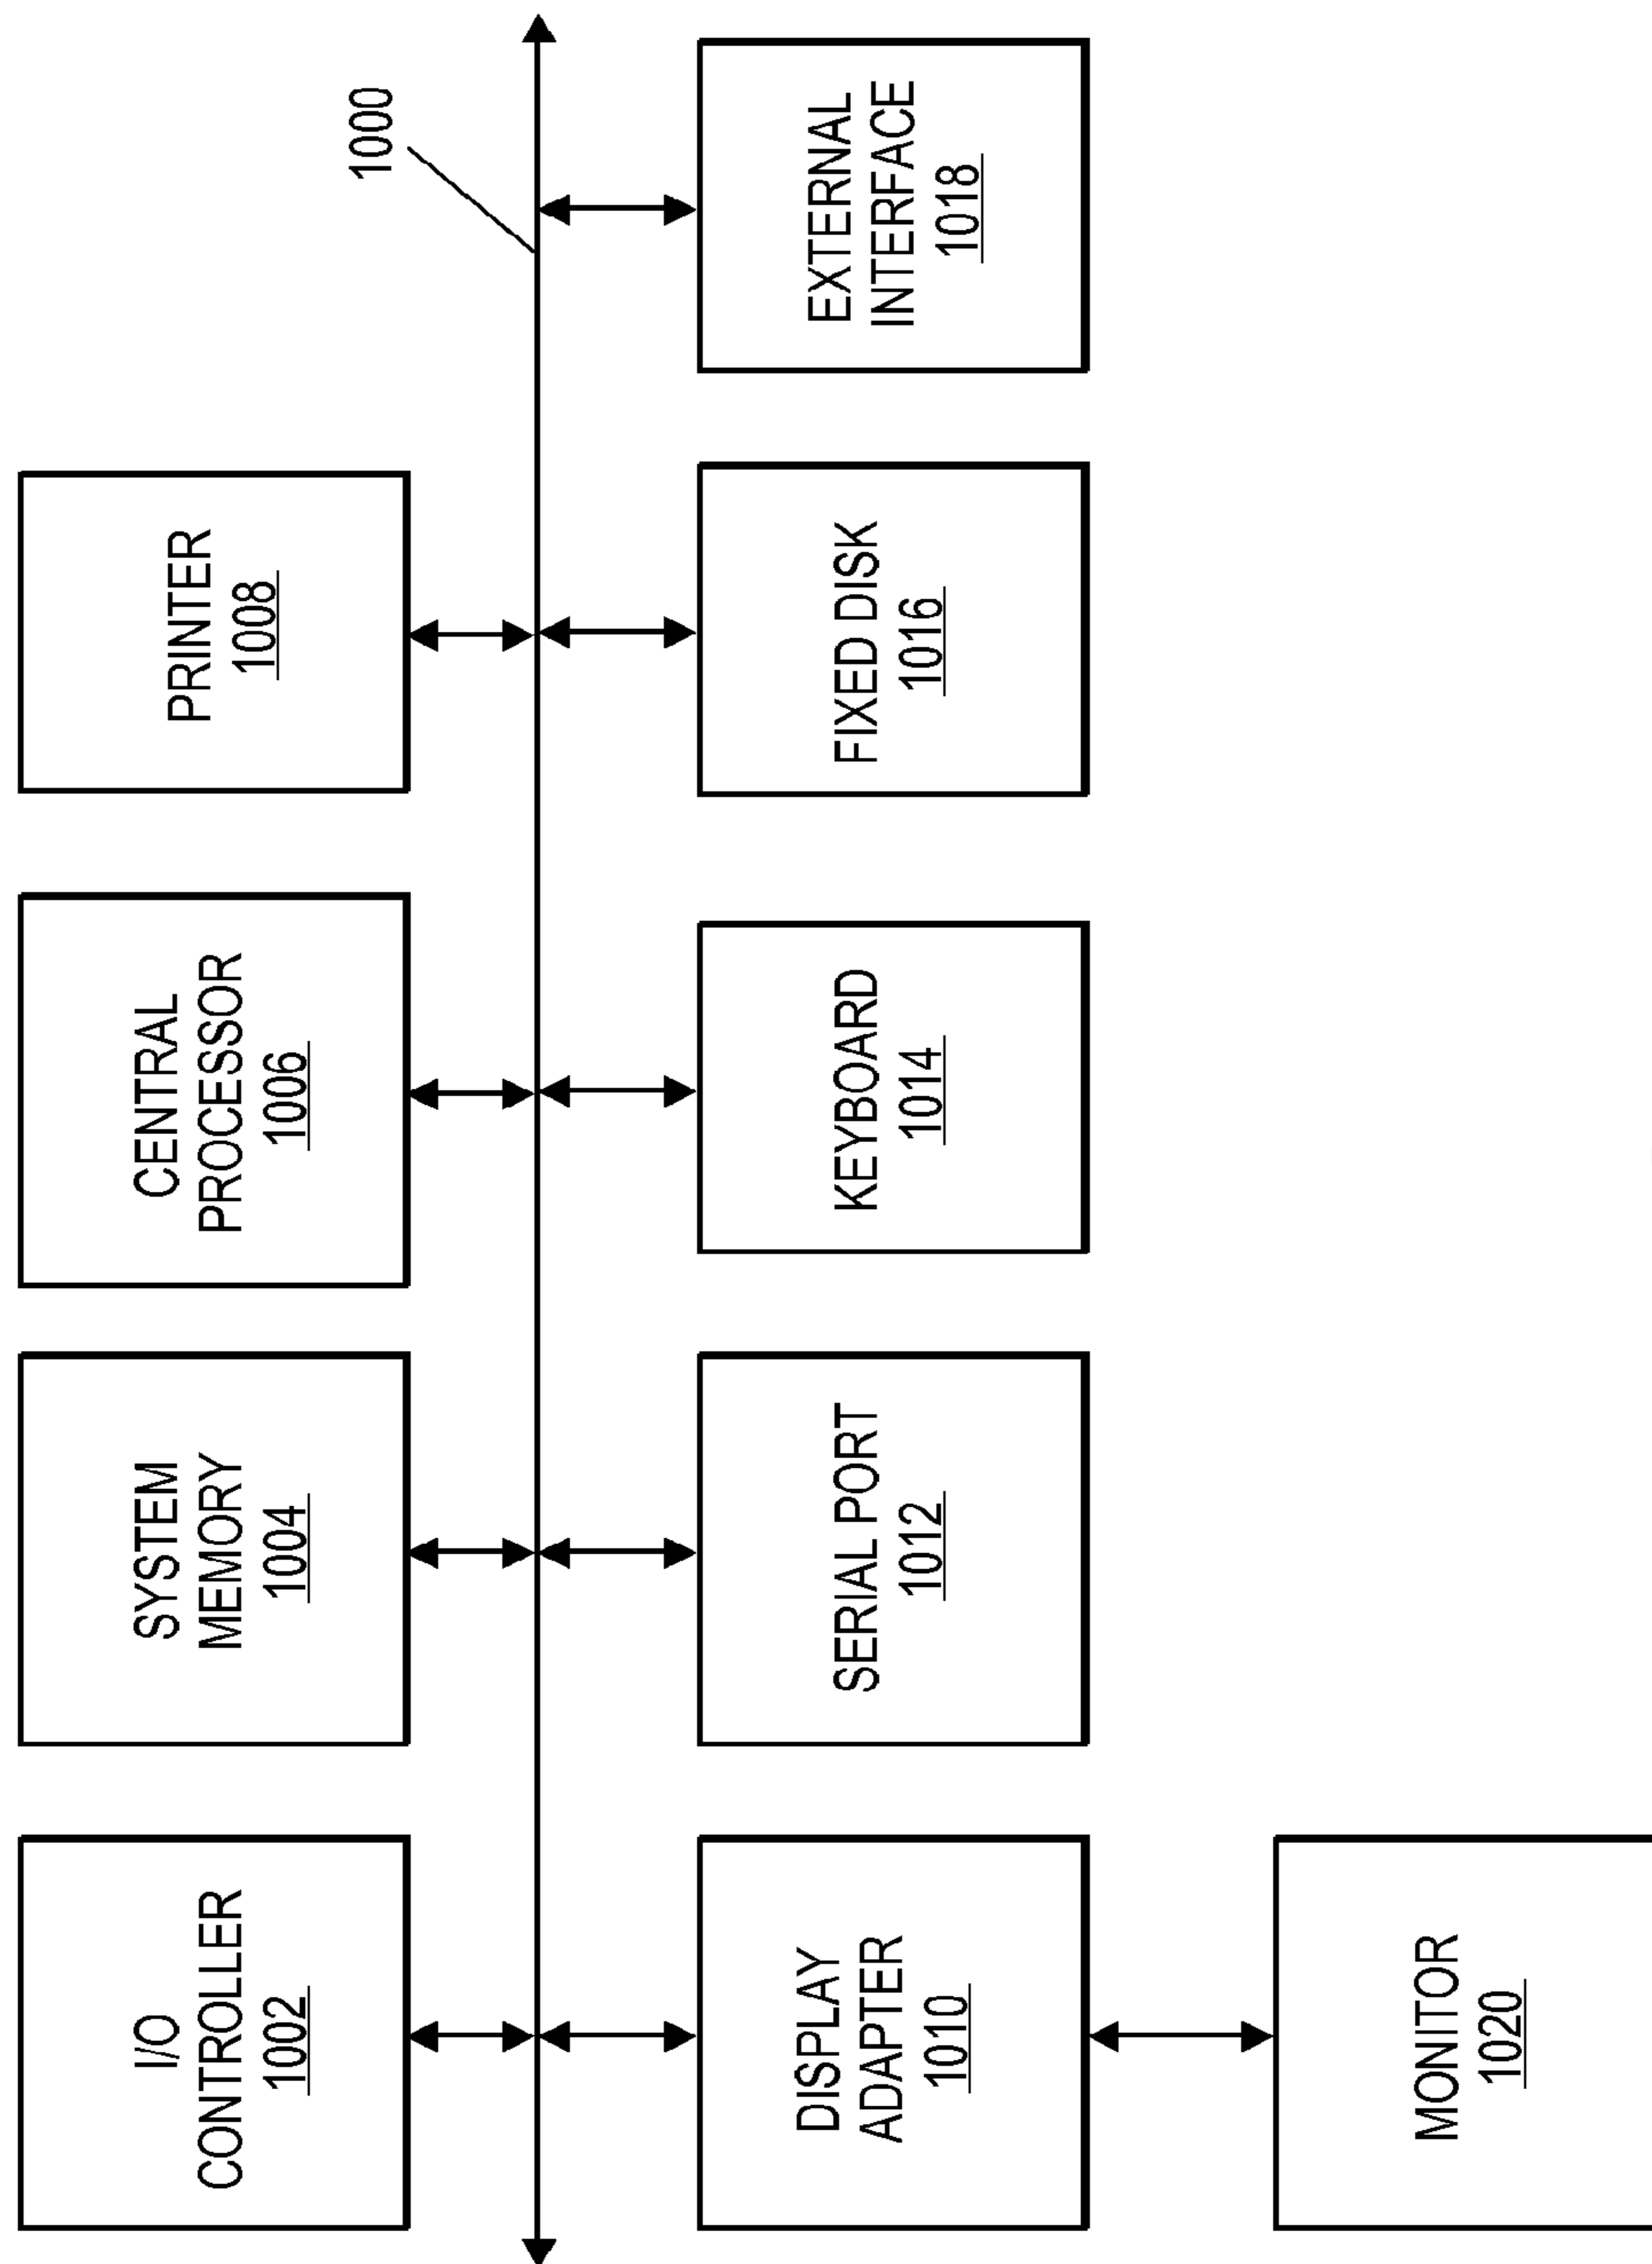 I/O
CONTROLLER
1002
SYSTEM
MEMORY
1004
CENTRAL
PROCESSOR
1006
PRINTER
1008
1000
DISPLAY
ADAPTER
1010
SERIAL PORT
1012
KEYBOARD
1014
FIXED DISK
1016
EXTERNAL
INTERFACE
1018
MONITOR
1020